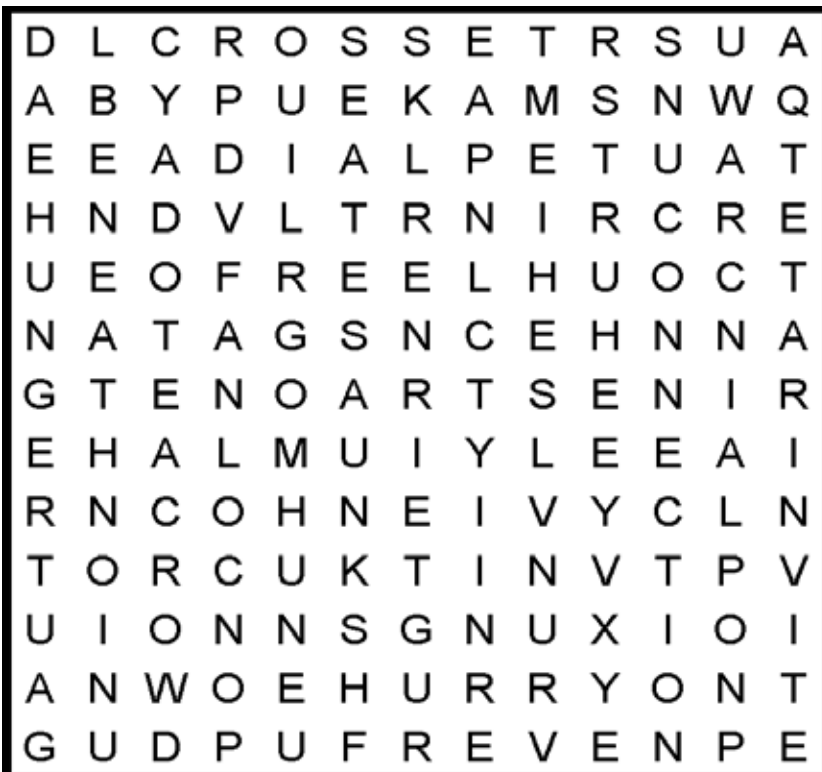 D L C R O S S E T R S U A
A B Y P U E K A M S N W Q
E E A D I A L P E T U A T
H N D V L T R N I R C R E
U E O F R E E L H U O C T
N A T A G S N C E H N N A
G T E N O A R T S E N I R
E H A L M U I Y L E E A I
R N C O H N E I V Y C L N
T O R C U K T I N V T P V
U I O N N S G N U X I O I
A N W O E H U R R Y O N T
G U D P U F R E V E N P E